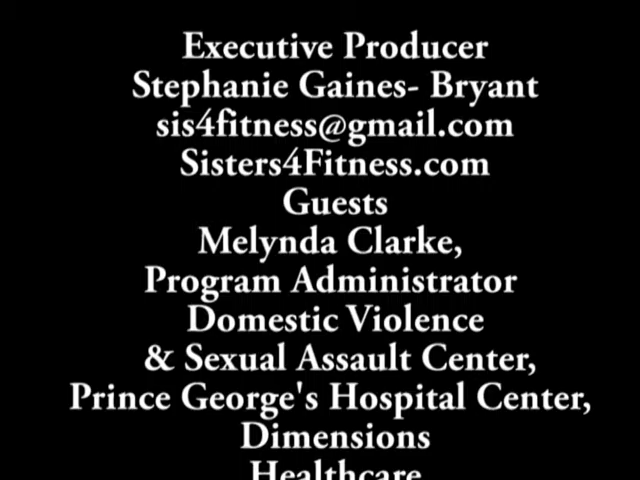 Executive Producer
Stephanie Gaines- Bryant
sis4fitness@gmail.com
Sisters4Fitness.com
Guests
Melynda Clarke,
Program Administrator
Domestic Violence
& Sexual Assault Center,
Prince George's Hospital Center,
Dimensions
Healthcare